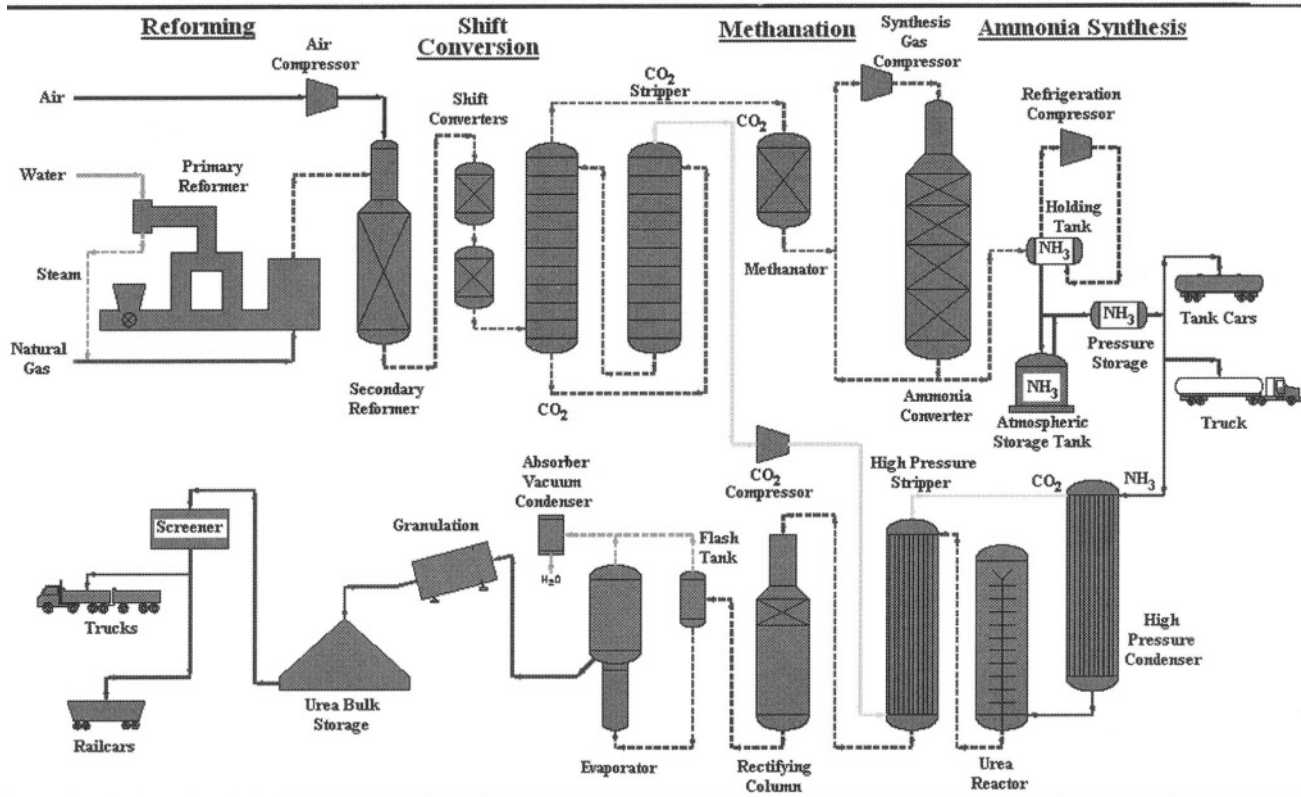 Reforming
Shift
Conversion
Methanation
Ammonia Synthesis
Air
Compressor
Synthesis
Gas
Compressor
Air
CO2
Stripper
Shift
Converters
CO2
Refrigeration
Compressor
Water
Primary
Reformer
Holding
Tank
NH3
Steam
Methanator
Tank Cars
NH3
Pressure
Storage
Natural
Gas
Secondary
Reformer
CO2
Ammonia
Converter
NH3
Atmospheric
Storage Tank
Truck
Absorber
Vacuum
Condenser
CO2
Compressor
High Pressure
Stripper
CO2
NH3
Screener
Granulation
Flash
Tank
H2O
Trucks
High
Pressure
Condenser
Urea Bulk
Storage
Railcars
Evaporator
Rectifying
Column
Urea
Reactor